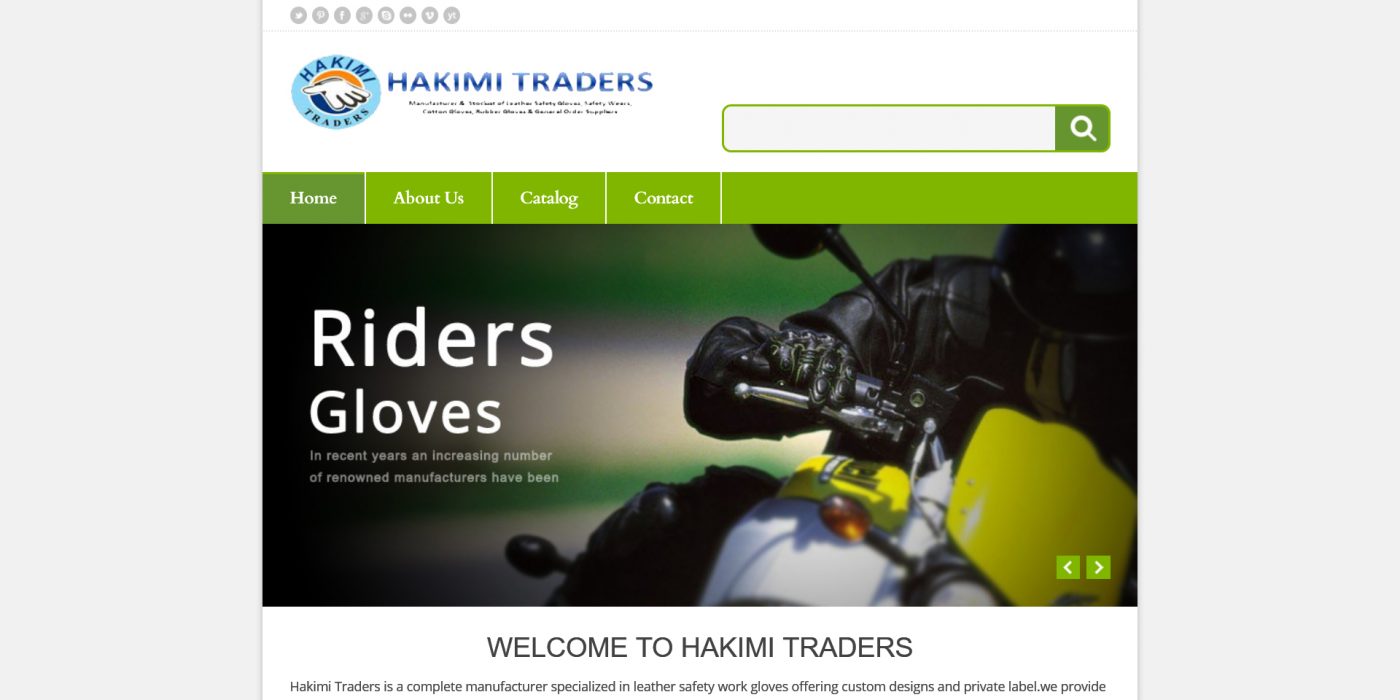 yt
HAKIMI
TRADERS
HAKIMI TRADERS
Manufacturer & Stockist of Leather Safety Gloves, Safety Wears,
Cotton Gloves, Rubber Gloves & General Order Suppliers
Home
About Us
Catalog
Contact
Riders
Gloves
In recent years an increasing number
of renowned manufacturers have been
WELCOME TO HAKIMI TRADERS
Hakimi Traders is a complete manufacturer specialized in leather safety work gloves offering custom designs and private label.we provide